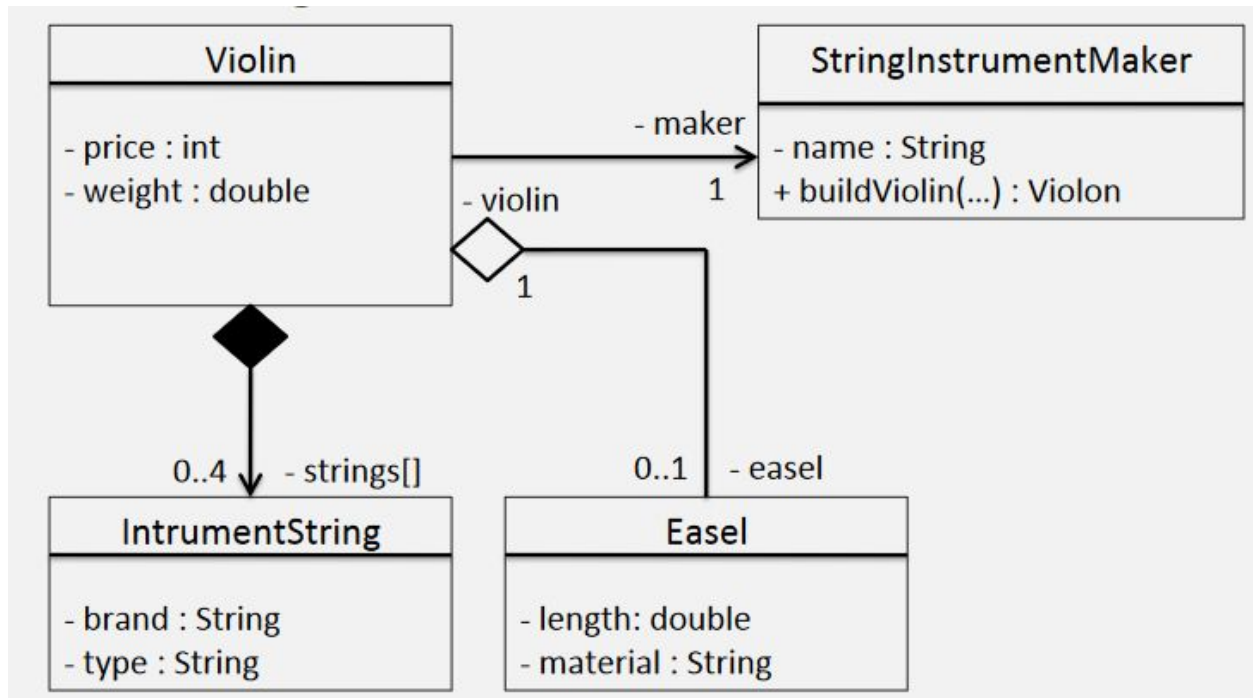 Violin
- price : int
- weight : double
StringInstrumentMaker
- name : String
+ buildViolin(...) : Violon
- maker
1
- violin
1
0..4
- strings[]
0..1
- easel
IntrumentString
- brand : String
- type : String
Easel
- length: double
- material : String